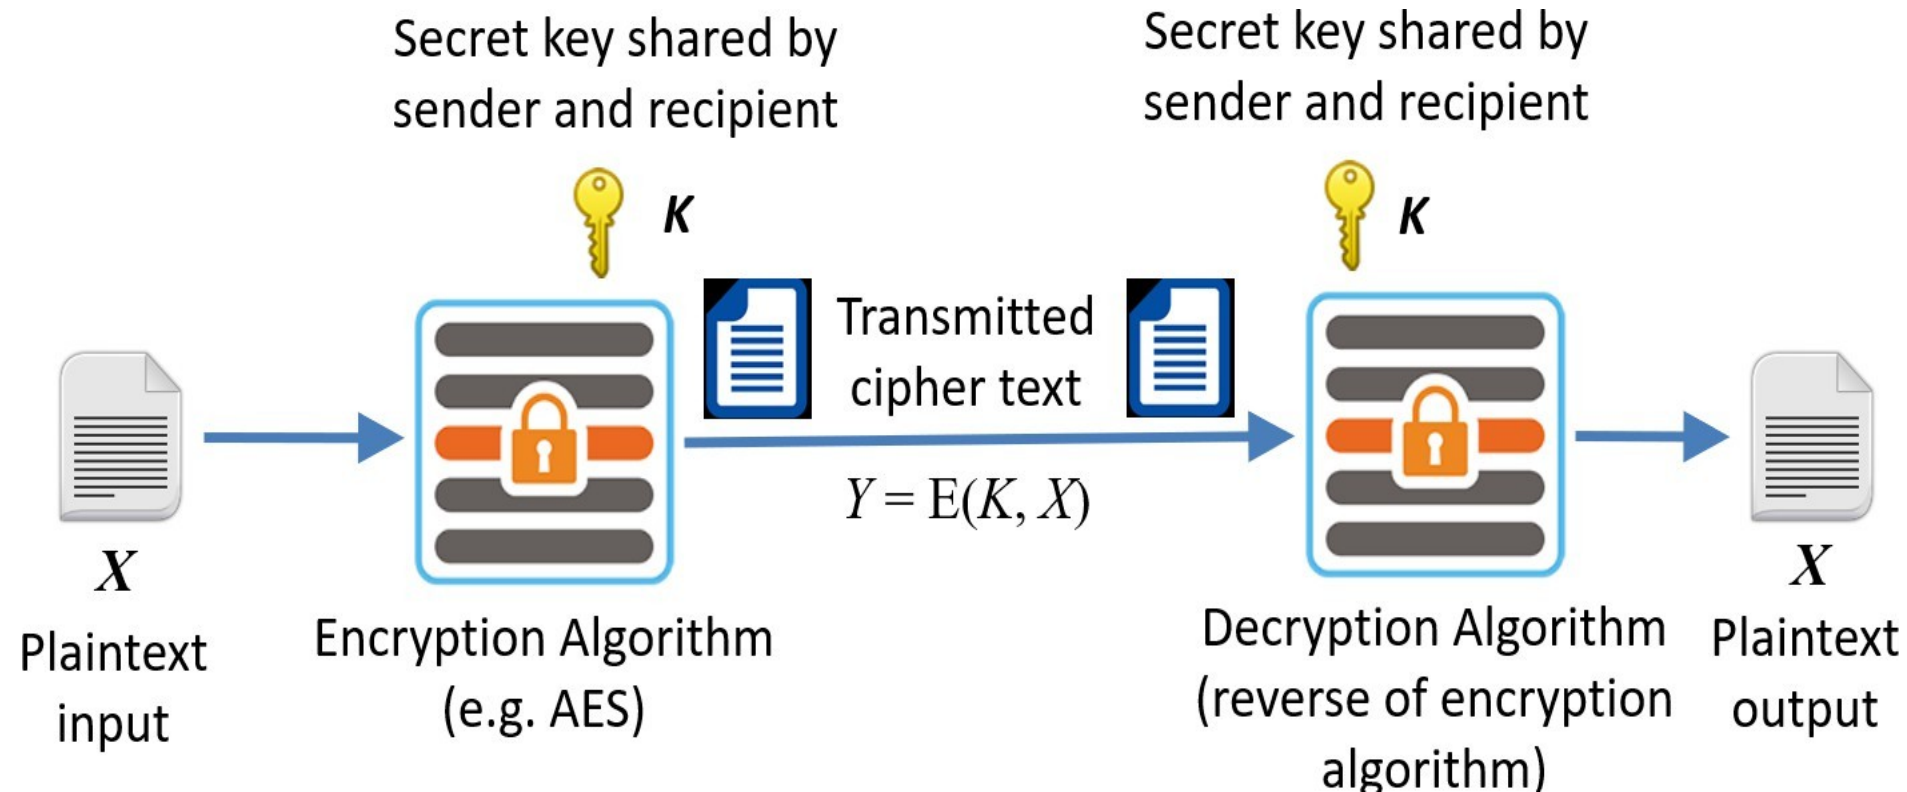 Secret key shared by
sender and recipient
K
Secret key shared by
sender and recipient
K
Transmitted
cipher text
Y = E(K, X)
X
Plaintext
input
Encryption Algorithm
(e.g. AES)
Decryption Algorithm
(reverse of encryption
algorithm)
X
Plaintext
output